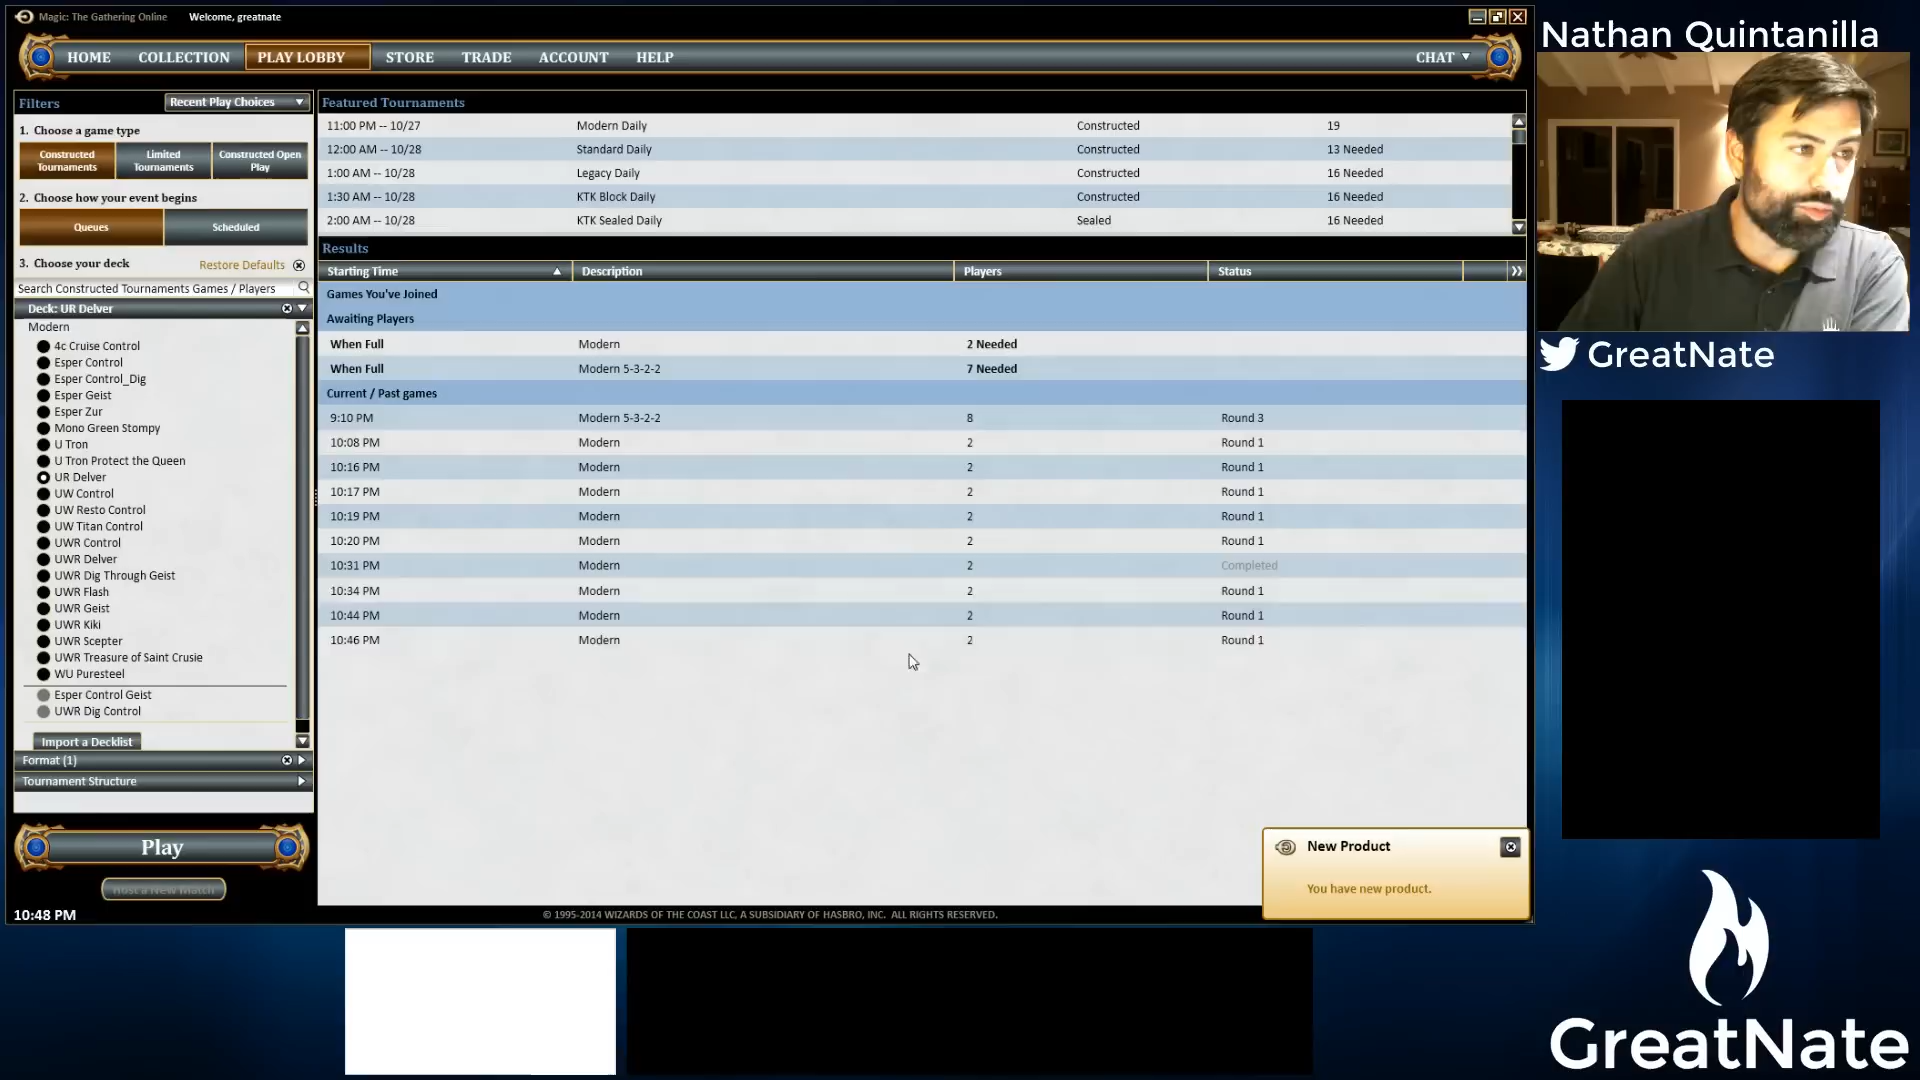 Magic: The Gathering Online Welcome, greatnate
HOME COLLECTION PLAY LOBBY STORE TRADE ACCOUNT HELP CHAT
Filters Recent Play Choices
1. Choose a game type
Constructed Tournaments Limited Tournaments Constructed Open Play
2. Choose how your event begins
Queues Scheduled
3. Choose your deck Restore Defaults
Search Constructed Tournaments Games / Players
Deck: UR Delver
Modern
4c Cruise Control
Esper Control
Esper Control_Dig
Esper Geist
Esper Zur
Mono Green Stompy
U Tron
U Tron Protect the Queen
UR Delver
UW Control
UW Resto Control
UW Titan Control
UWR Control
UWR Delver
UWR Dig Through Geist
UWR Flash
UWR Geist
UWR Kiki
UWR Scepter
UWR Treasure of Saint Crusie
WU Puresteel
Esper Control Geist
UWR Dig Control
Import a Decklist
Format (1)
Tournament Structure
Play
Host a New Match
10:48 PM
Featured Tournaments
11:00 PM -- 10/27 Modern Daily Constructed 19
12:00 AM -- 10/28 Standard Daily Constructed 13 Needed
1:00 AM -- 10/28 Legacy Daily Constructed 16 Needed
1:30 AM -- 10/28 KTK Block Daily Constructed 16 Needed
2:00 AM -- 10/28 KTK Sealed Daily Sealed 16 Needed
Results
Starting Time Description Players Status
Games You've Joined
Awaiting Players
When Full Modern 2 Needed
When Full Modern 5-3-2-2 7 Needed
Current / Past games
9:10 PM Modern 5-3-2-2 8 Round 3
10:08 PM Modern 2 Round 1
10:16 PM Modern 2 Round 1
10:17 PM Modern 2 Round 1
10:19 PM Modern 2 Round 1
10:20 PM Modern 2 Round 1
10:31 PM Modern 2 Completed
10:34 PM Modern 2 Round 1
10:44 PM Modern 2 Round 1
10:46 PM Modern 2 Round 1
New Product
You have new product.
© 1995-2014 WIZARDS OF THE COAST LLC, A SUBSIDIARY OF HASBRO, INC. ALL RIGHTS RESERVED.
Nathan Quintanilla
GreatNate
GreatNate